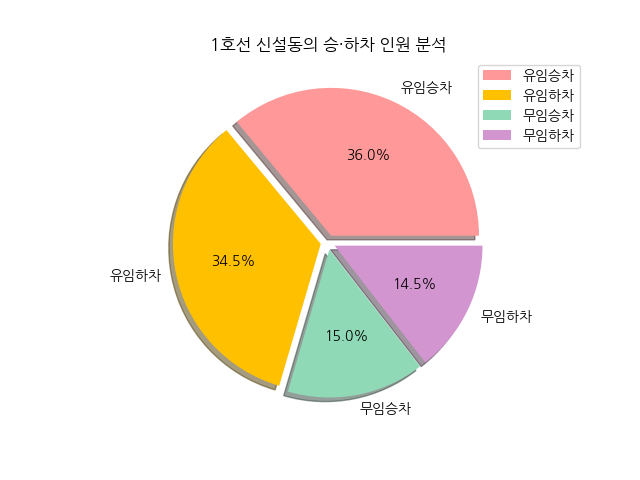 1호선 신설동의 승·하차 인원 분석
유임승차
유임하차
무임승차
무임하차
유임승차
36.0%
유임하차
34.5%
무임승차
15.0%
무임하차
14.5%